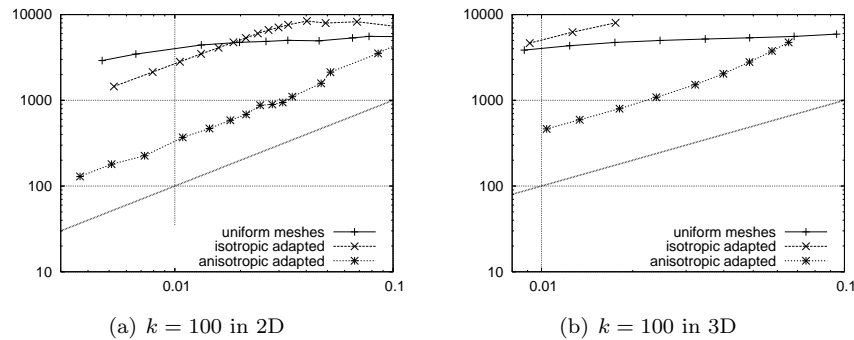 10000
1000
100
10
uniform meshes
isotropic adapted
anisotropic adapted
0.01
0.1
(a) k = 100 in 2D
10000
1000
100
10
uniform meshes
isotropic adapted
anisotropic adapted
0.01
0.1
(b) k = 100 in 3D